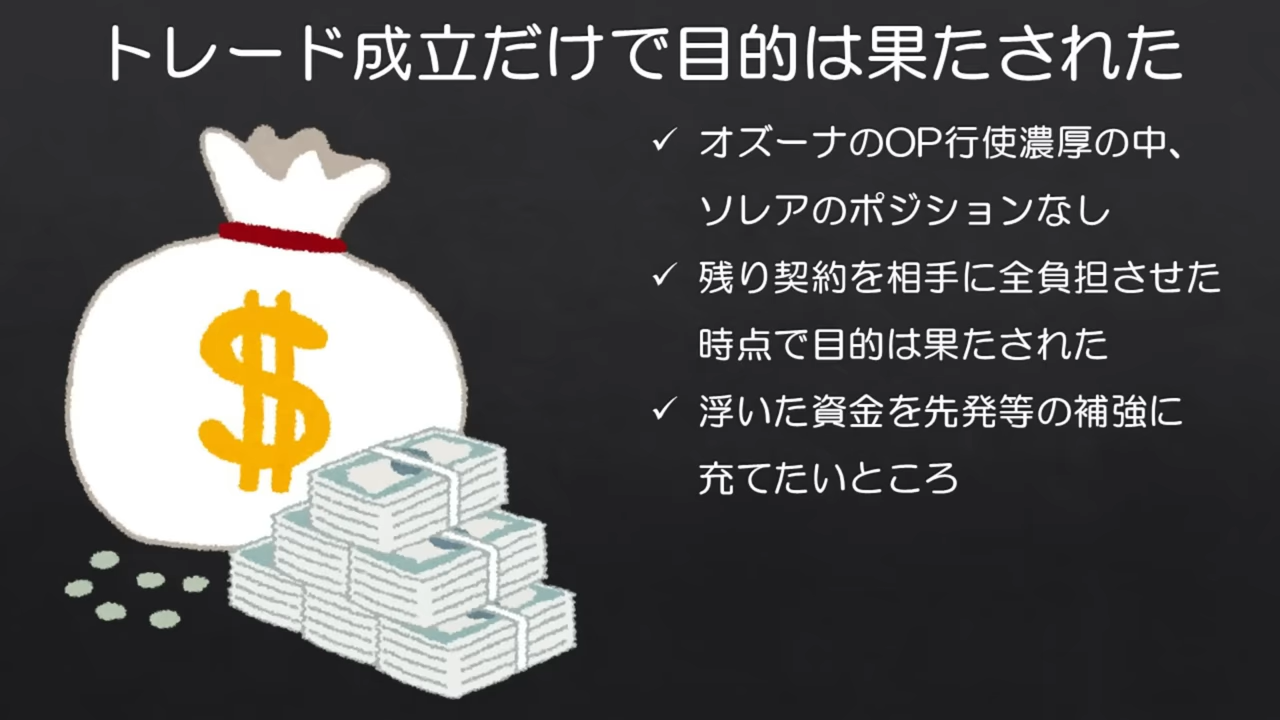 トレード成立だけで目的は果たされた
✓ オズーナのOP行使濃厚の中、
ソレアのポジションなし
✓ 残り契約を相手に全負担させた
時点で目的は果たされた
✓ 浮いた資金を先発等の補強に
充てたいところ
$